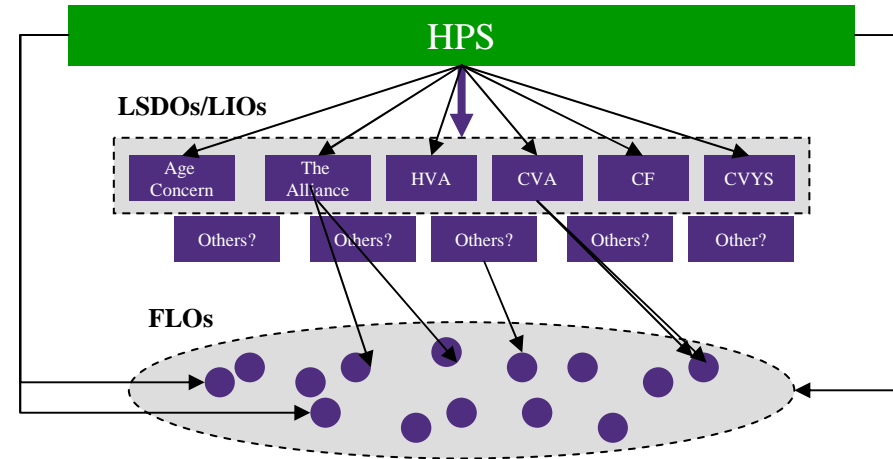 HPS
LSDOs/LIOs
Age
Concern
The
Alliance
HVA
CVA
CF
CVYS
Others?
Others?
Others?
Others?
Other?
FLOs